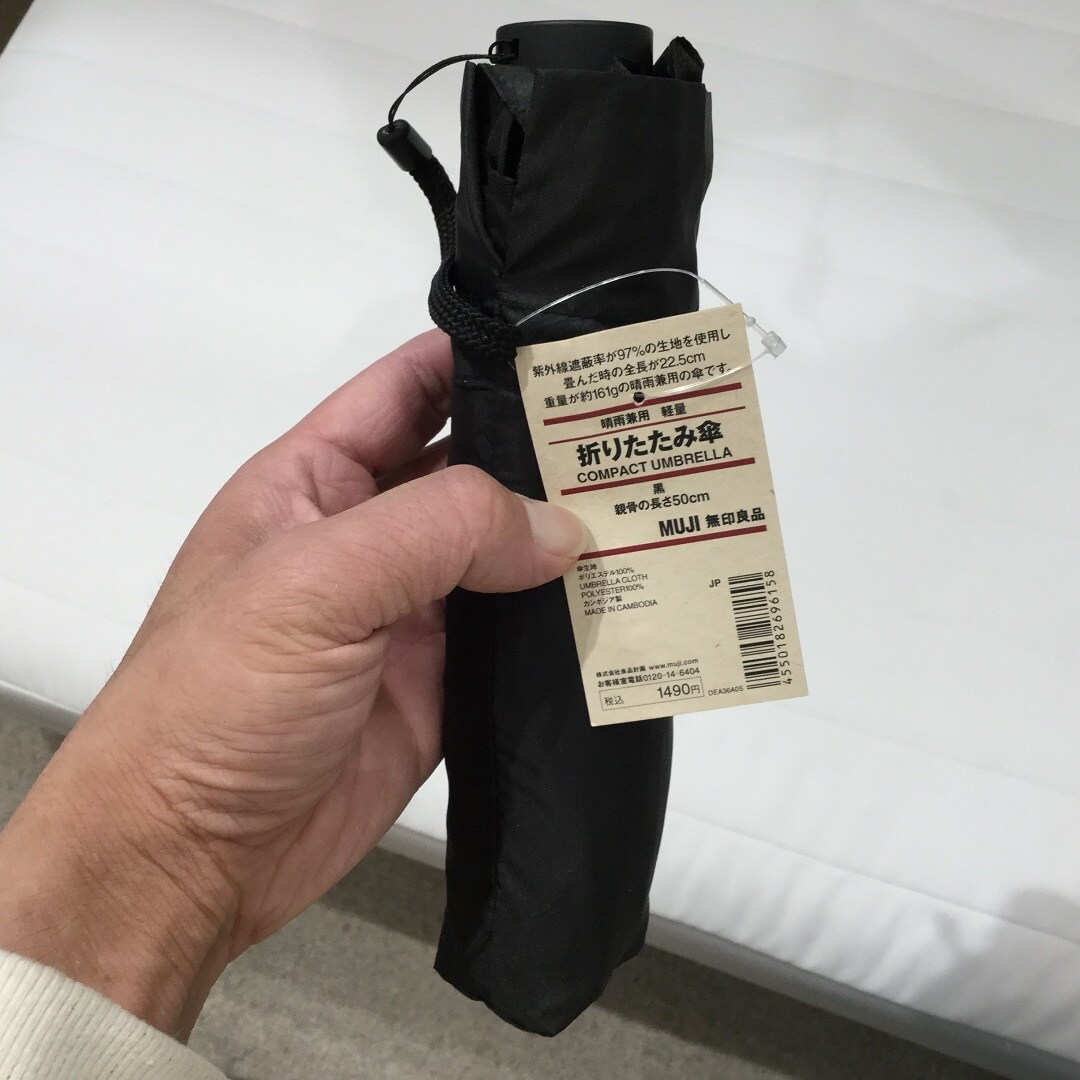 紫外線遮蔽率が97%の生地を使用し
畳んだ時の全長が22.5cm
重量が約161gの晴雨兼用の傘です。
晴雨兼用　軽量
折りたたみ傘
COMPACT UMBRELLA
黒
親骨の長さ50cm
MUJI 無印良品
傘生地
ポリエステル100%
UMBRELLA CLOTH
POLYESTER100%
カンボジア製
MADE IN CAMBODIA
JP
4550182696158
株式会社良品計画 www.muji.com
お客様室電話0120-14-6404
税込 1490円
DEA36A0S